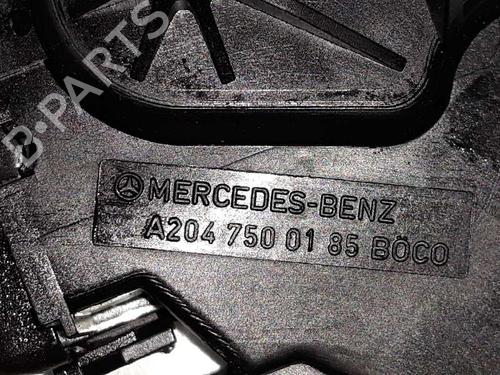 B-PARTS
MERCEDES-BENZ
A204 750 01 85 BÖCO